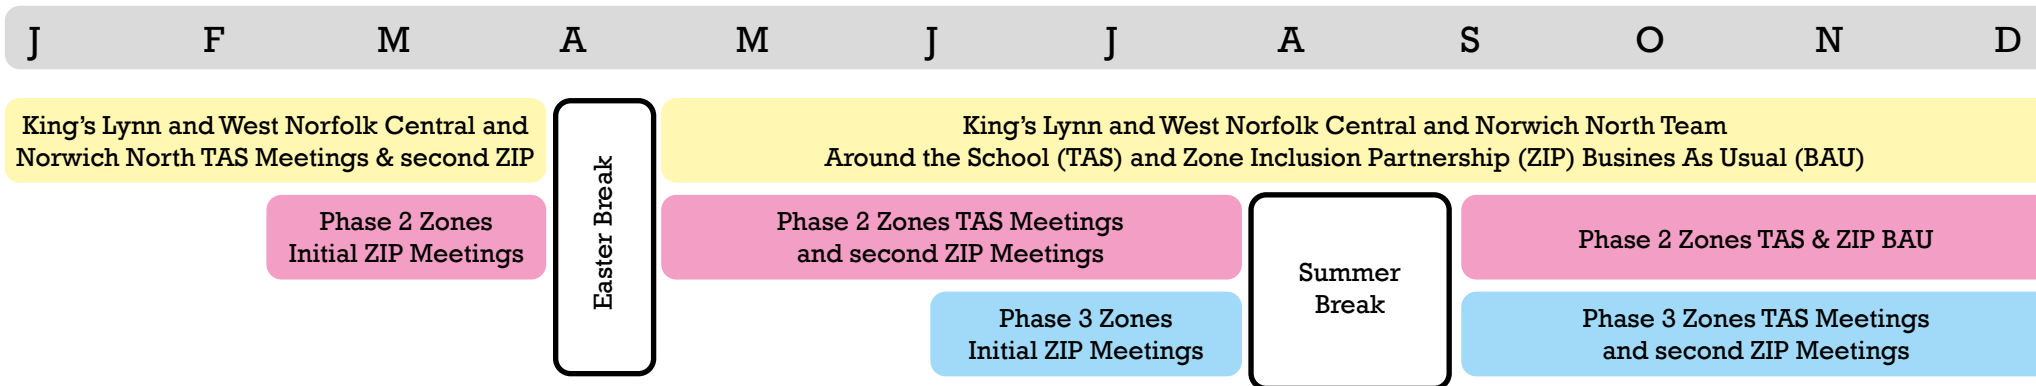 J F M A M J J A S O N D
King's Lynn and West Norfolk Central and
Norwich North TAS Meetings & second ZIP
Easter Break
King's Lynn and West Norfolk Central and Norwich North Team
Around the School (TAS) and Zone Inclusion Partnership (ZIP) Busines As Usual (BAU)
Phase 2 Zones
Initial ZIP Meetings
Phase 2 Zones TAS Meetings
and second ZIP Meetings
Summer
Break
Phase 2 Zones TAS & ZIP BAU
Phase 3 Zones
Initial ZIP Meetings
Phase 3 Zones TAS Meetings
and second ZIP Meetings